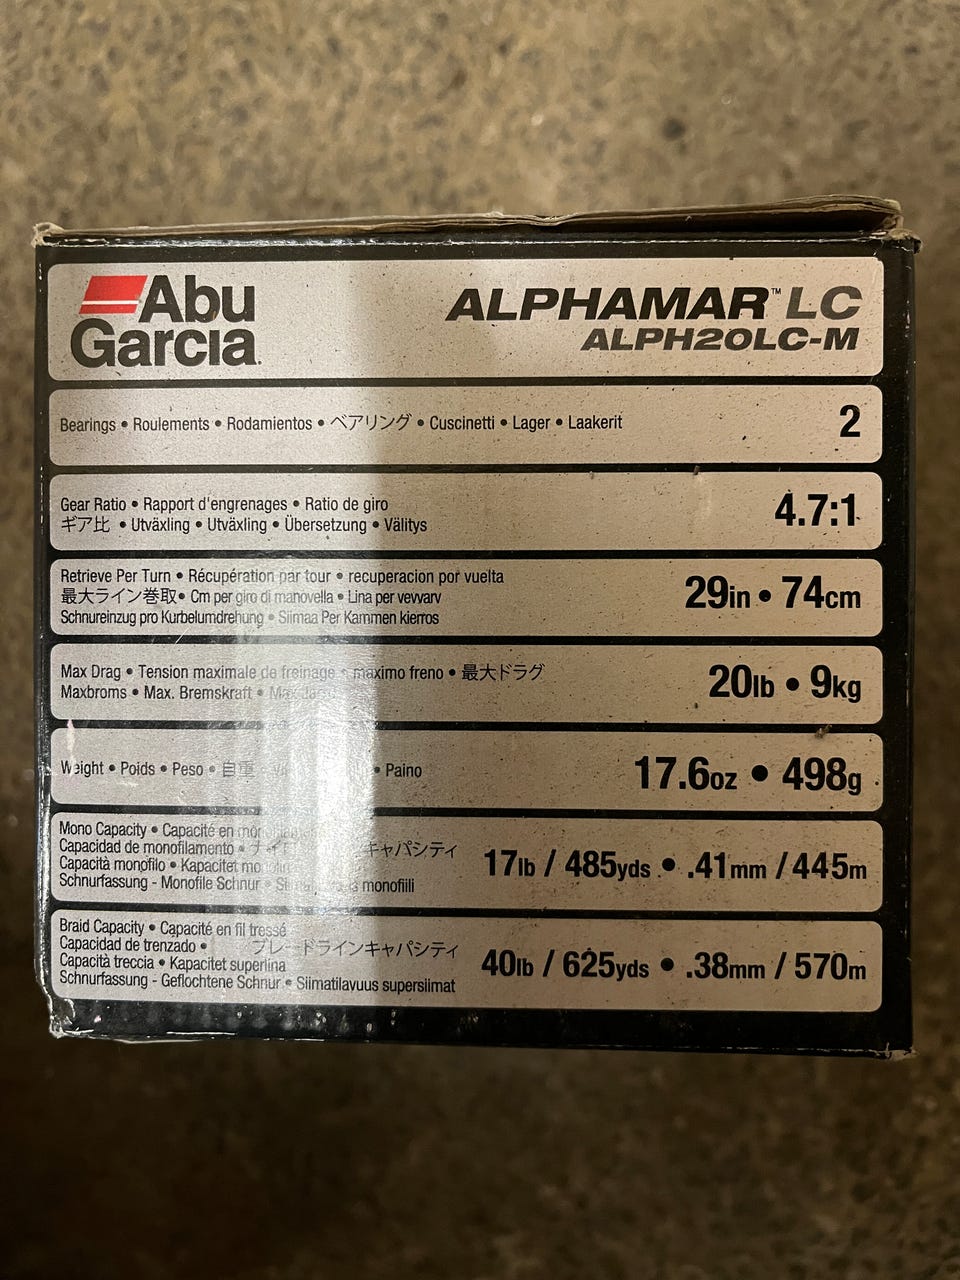 Abu
Garcia
ALPHAMAR™ LC
ALPH20LC-M
Bearings • Roulements • Rodamientos • ベアリング • Cuscinetti • Lager • Laakerit
2
Gear Ratio • Rapport d'engrenages • Ratio de giro
ギア比 • Utväxling • Utväxling • Übersetzung • Välitys
4.7:1
Retrieve Per Turn • Récupération par tour • recuperacion por vuelta
最大ライン巻取• Cm per giro di manovella • Lina per vevvarv
Schnureinzug pro Kurbelumdrehung • Siimaa Per Kammen kierros
29in • 74cm
Max Drag • Tension maximale de freinage • maximo freno • 最大ドラグ
Maxbroms • Max. Bremskraft •
20lb • 9kg
Weight • Poids • Peso • 自重 • Paino
17.6oz • 498g
Mono Capacity • Capacité en
Capacidad de monofilamento • キャパシティ
Capacità monofilo • Kapacitet
Schnurfassung - Monofile Schnur • monofiili
17lb / 485yds • .41mm / 445m
Braid Capacity • Capacité en fil tressé
Capacidad de trenzado • ブレードラインキャパシティ
Capacità treccia • Kapacitet superlina
Schnurfassung - Geflochtene Schnur • Siimatilavuus supersiimat
40lb / 625yds • .38mm / 570m